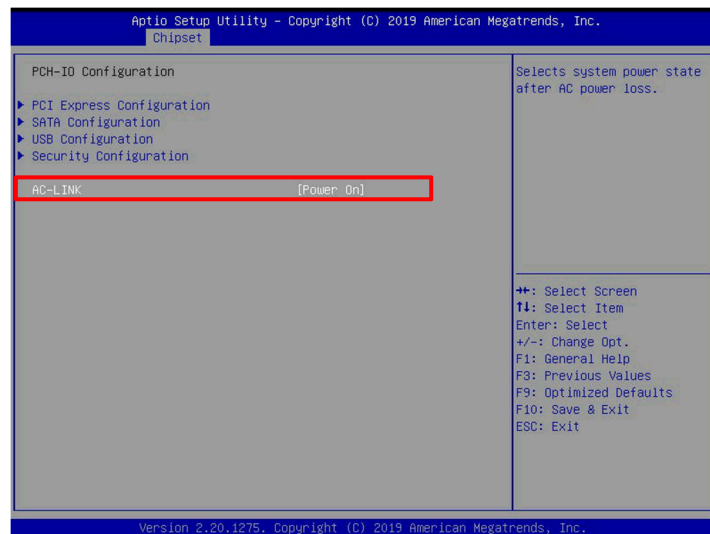 Aptio Setup Utility – Copyright (C) 2019 American Megatrends, Inc.
Chipset
PCH-IO Configuration
PCI Express Configuration
SATA Configuration
USB Configuration
Security Configuration
AC-LINK [Power On]
Selects system power state
after AC power loss.
→←: Select Screen
↑↓: Select Item
Enter: Select
+/-: Change Opt.
F1: General Help
F3: Previous Values
F9: Optimized Defaults
F10: Save & Exit
ESC: Exit
Version 2.20.1275. Copyright (C) 2019 American Megatrends, Inc.